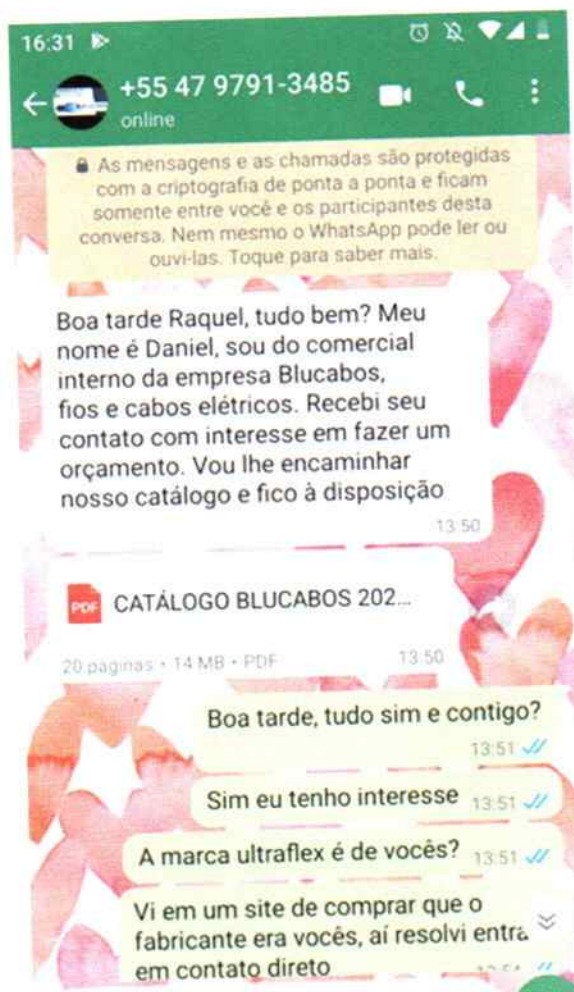 16:31
+55 47 9791-3485
online
As mensagens e as chamadas são protegidas
com a criptografia de ponta a ponta e ficam
somente entre você e os participantes desta
conversa. Nem mesmo o WhatsApp pode ler ou
ouvi-las. Toque para saber mais.
Boa tarde Raquel, tudo bem? Meu
nome é Daniel, sou do comercial
interno da empresa Blucabos,
fios e cabos elétricos. Recebi seu
contato com interesse em fazer um
orçamento. Vou lhe encaminhar
nosso catálogo e fico à disposição
13:50
PDF CATÁLOGO BLUCABOS 202...
20 páginas • 14 MB • PDF 13:50
Boa tarde, tudo sim e contigo?
13:51
Sim eu tenho interesse 13:51
A marca ultraflex é de vocês? 13:51
Vi em um site de comprar que o
fabricante era vocês, aí resolvi entra
em contato direto